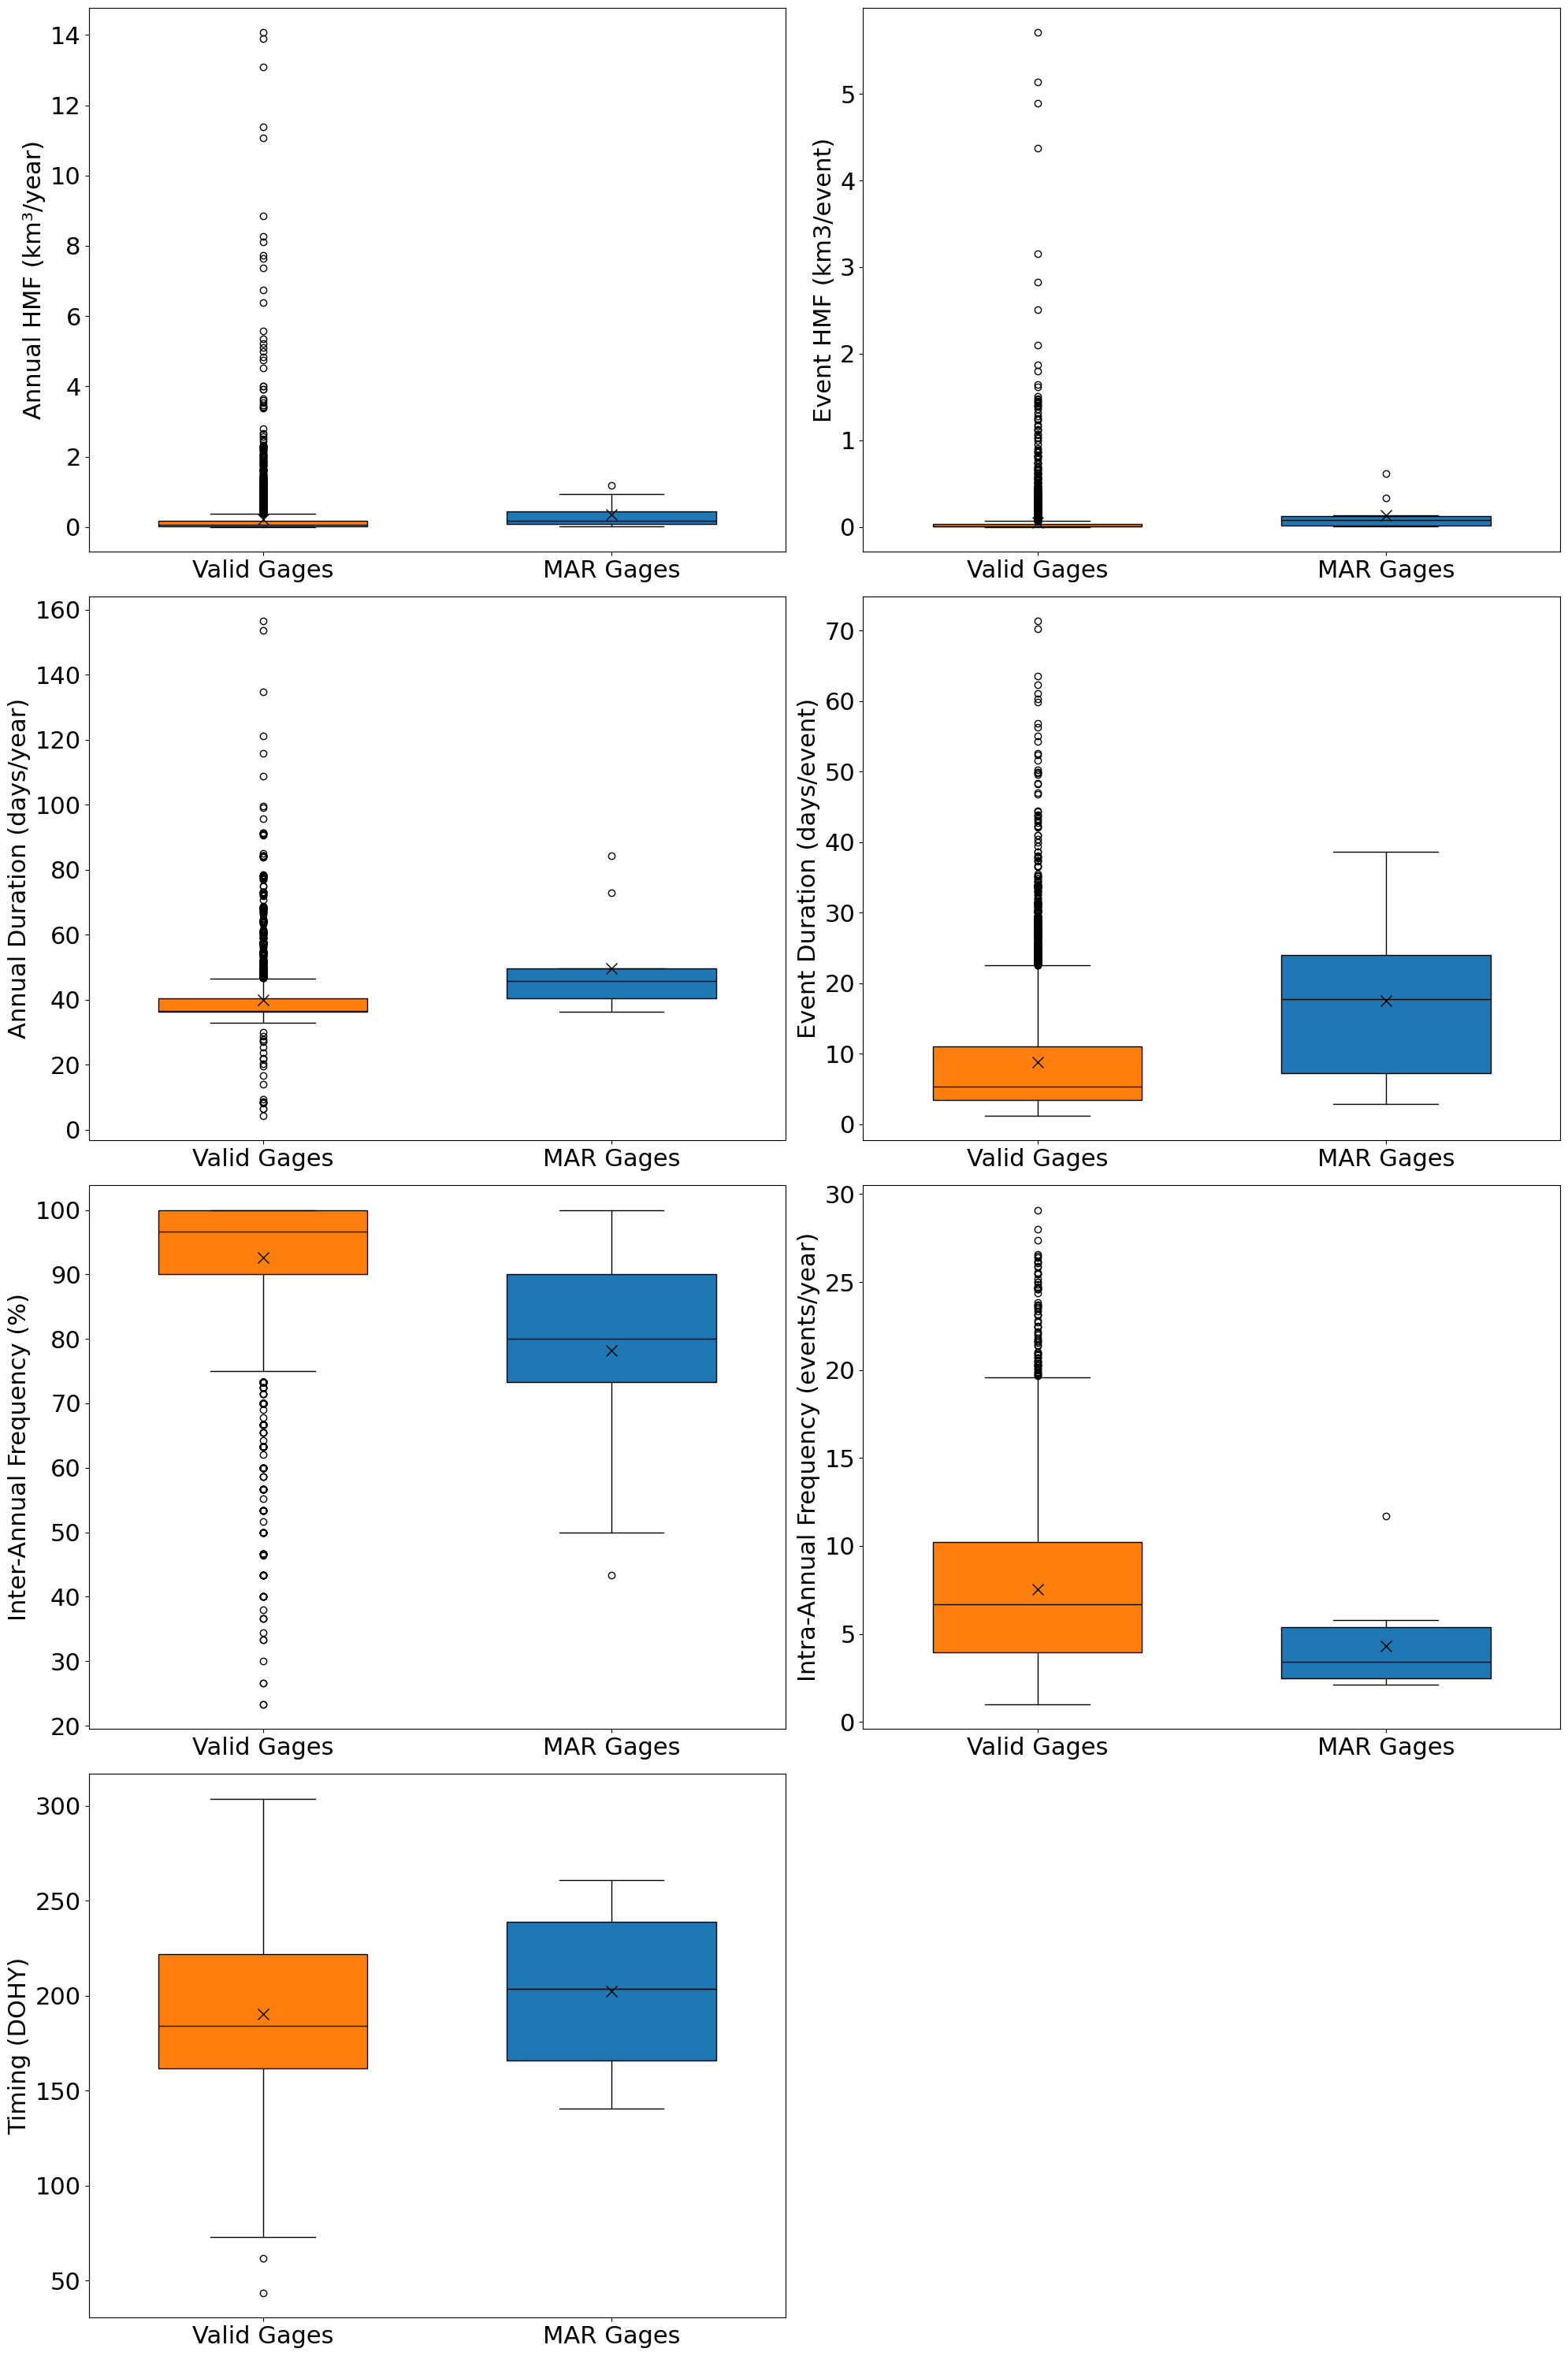 Annual HMF (km³/year)
14
12
10
8
6
4
2
0
Valid Gages
MAR Gages
Event HMF (km3/event)
5
4
3
2
1
0
Valid Gages
MAR Gages
Annual Duration (days/year)
160
140
120
100
80
60
40
20
0
Valid Gages
MAR Gages
Event Duration (days/event)
70
60
50
40
30
20
10
0
Valid Gages
MAR Gages
Inter-Annual Frequency (%)
100
90
80
70
60
50
40
30
20
Valid Gages
MAR Gages
Intra-Annual Frequency (events/year)
30
25
20
15
10
5
0
Valid Gages
MAR Gages
Timing (DOHY)
300
250
200
150
100
50
Valid Gages
MAR Gages